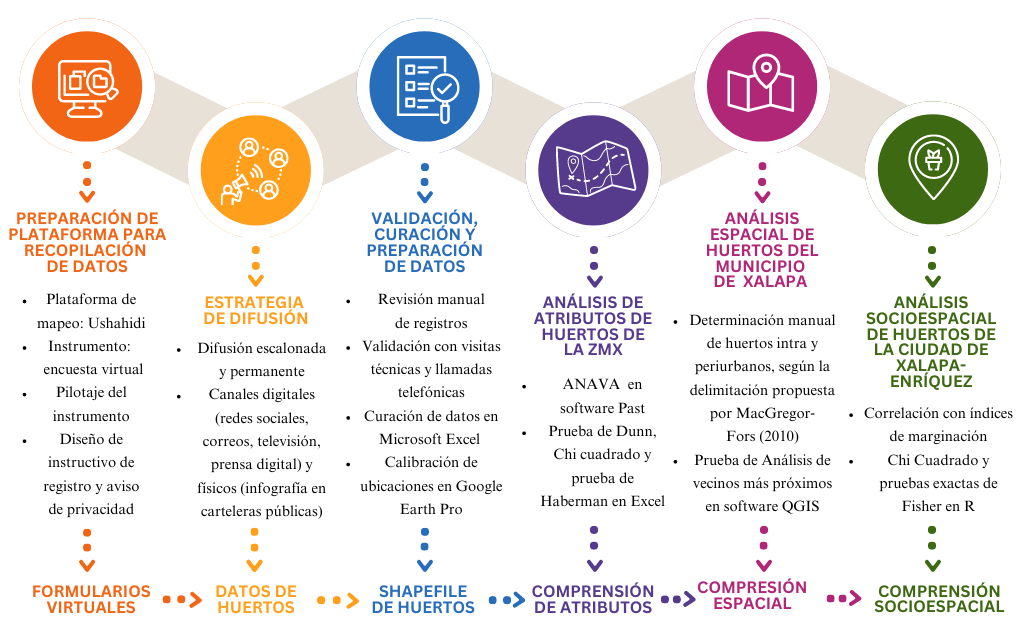 PREPARACIÓN DE
PLATAFORMA PARA
RECOPILACIÓN
DE DATOS
• Plataforma de
mapeo: Ushahidi
• Instrumento:
encuesta virtual
• Pilotaje del
instrumento
• Diseño de
instructivo de
registro y aviso
de privacidad
FORMULARIOS
VIRTUALES
ESTRATEGIA
DE DIFUSIÓN
• Difusión escalonada
y permanente
• Canales digitales
(redes sociales,
correos, televisión,
prensa digital) y
físicos (infografía en
carteleras públicas)
DATOS DE
HUERTOS
VALIDACIÓN,
CURACIÓN Y
PREPARACIÓN
DE DATOS
• Revisión manual
de registros
• Validación con visitas
técnicas y llamadas
telefónicas
• Curación de datos en
Microsoft Excel
• Calibración de
ubicaciones en Google
Earth Pro
SHAPEFILE
DE HUERTOS
ANÁLISIS DE
ATRIBUTOS DE
HUERTOS DE
LA ZMX
• ANAVA en
software Past
• Prueba de Dunn,
Chi cuadrado y
prueba de
Haberman en Excel
COMPRENSIÓN
DE ATRIBUTOS
ANÁLISIS
ESPACIAL DE
HUERTOS DEL
MUNICIPIO
DE XALAPA
• Determinación manual
de huertos intra y
periurbanos, según la
delimitación propuesta
por MacGregor-
Fors (2010)
• Prueba de Análisis de
vecinos más próximos
en software QGIS
COMPRESIÓN
ESPACIAL
ANÁLISIS
SOCIOESPACIAL
DE HUERTOS DE
LA CIUDAD DE
XALAPA-
ENRÍQUEZ
• Correlación con índices
de marginación
• Chi Cuadrado y
pruebas exactas de
Fisher en R
COMPRENSIÓN
SOCIOESPACIAL